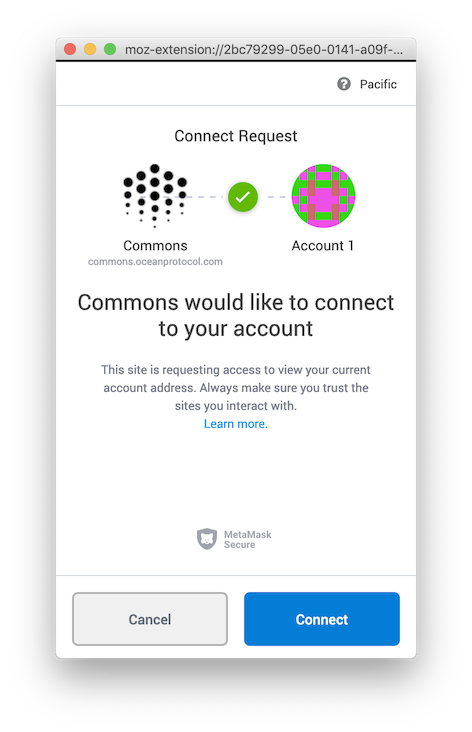 moz-extension://2bc79299-05e0-0141-a09f-...
? Pacific
Connect Request
Commons
Account 1
commons.oceanprotocol.com
Commons would like to connect
to your account
This site is requesting access to view your current
account address. Always make sure you trust the
sites you interact with.
Learn more.
MetaMask
Secure
Cancel
Connect